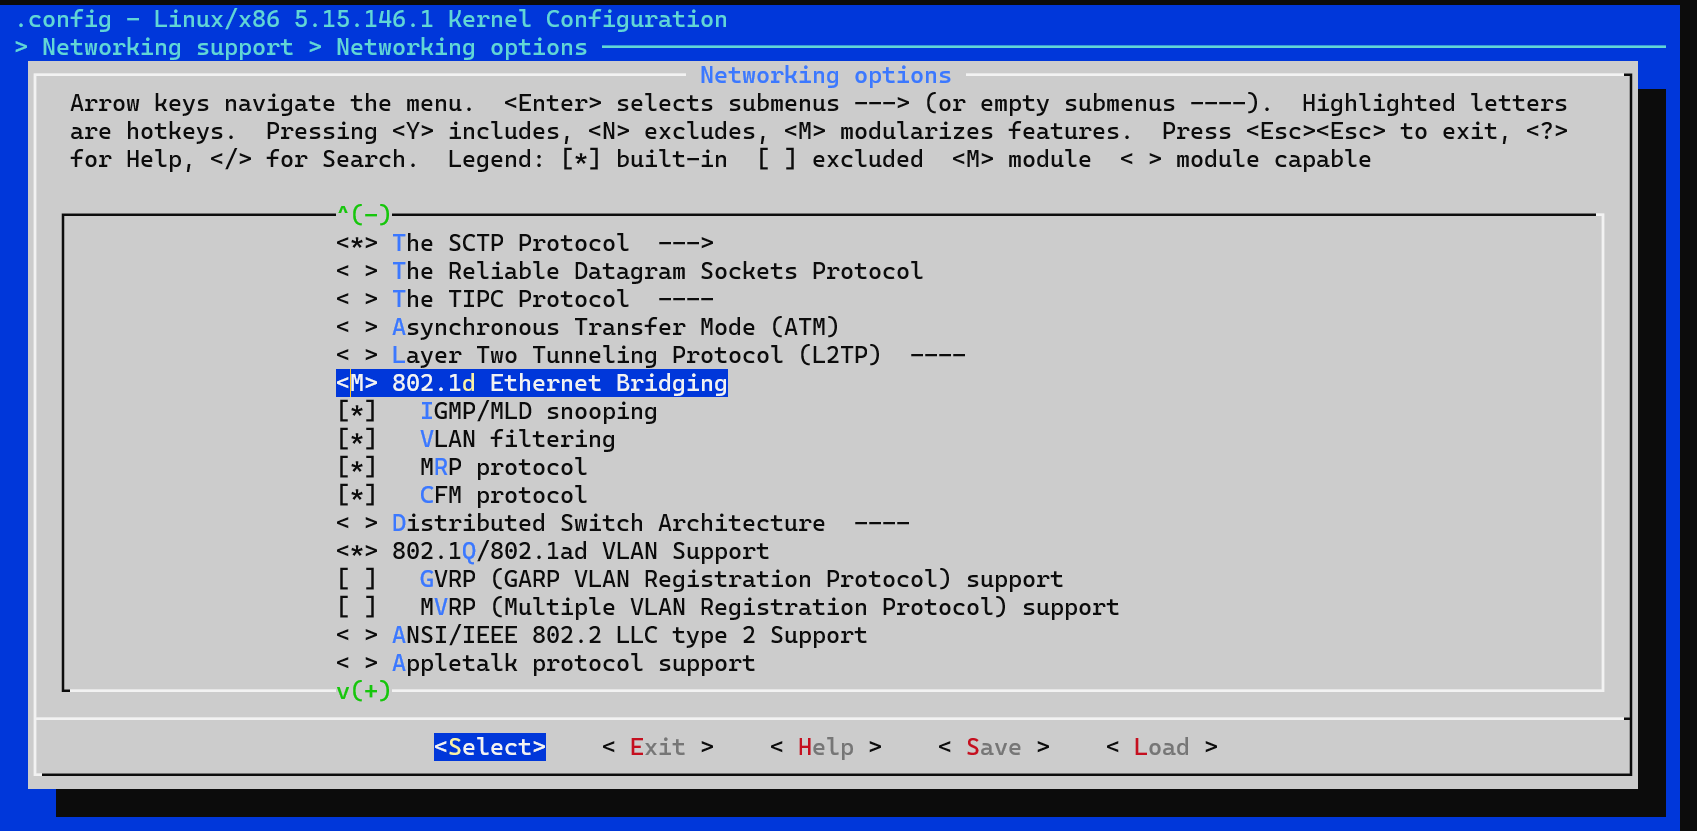 .config - Linux/x86 5.15.146.1 Kernel Configuration
> Networking support > Networking options
Networking options
Arrow keys navigate the menu.  <Enter> selects submenus ---> (or empty submenus ----).  Highlighted letters
are hotkeys.  Pressing <Y> includes, <N> excludes, <M> modularizes features.  Press <Esc><Esc> to exit, <?>
for Help, </> for Search.  Legend: [*] built-in  [ ] excluded  <M> module  < > module capable
^(-)
<*> The SCTP Protocol  --->
< > The Reliable Datagram Sockets Protocol
< > The TIPC Protocol  ----
< > Asynchronous Transfer Mode (ATM)
< > Layer Two Tunneling Protocol (L2TP)  ----
<M> 802.1d Ethernet Bridging
[*]   IGMP/MLD snooping
[*]   VLAN filtering
[*]   MRP protocol
[*]   CFM protocol
< > Distributed Switch Architecture  ----
<*> 802.1Q/802.1ad VLAN Support
[ ]   GVRP (GARP VLAN Registration Protocol) support
[ ]   MVRP (Multiple VLAN Registration Protocol) support
< > ANSI/IEEE 802.2 LLC type 2 Support
< > Appletalk protocol support
v(+)
<Select>    < Exit >    < Help >    < Save >    < Load >